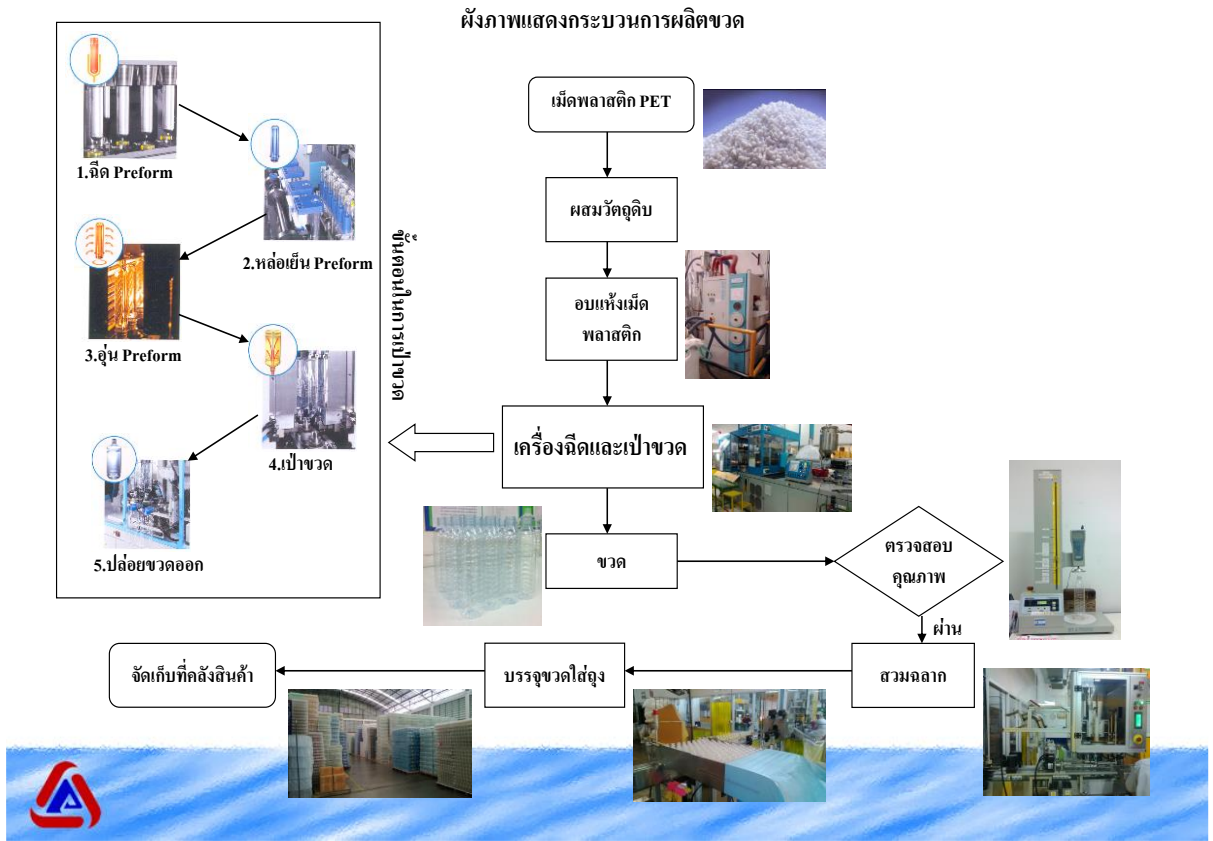 ผังภาพแสดงกระบวนการผลิตขวด
1.ฉีด Preform
2.หล่อเย็น Preform
3.อุ่น Preform
4.เป่าขวด
5.ปล่อยขวดออก
ขั้นตอนในการเป่าขวด
เม็ดพลาสติก PET
ผสมวัตถุดิบ
อบแห้งเม็ด
พลาสติก
เครื่องฉีดและเป่าขวด
ขวด
ตรวจสอบ
คุณภาพ
ผ่าน
สวมฉลาก
บรรจุขวดใส่ถุง
จัดเก็บที่คลังสินค้า